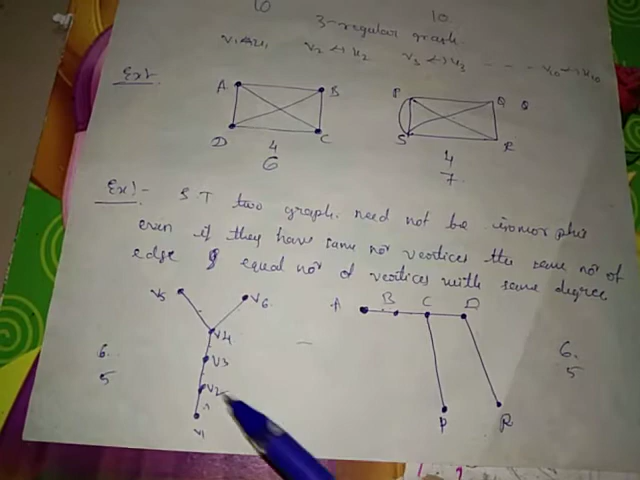 10 10
3-regular graph
v1↔u1 v2↔u2 v3↔u3 - - - - v10↔u10
Ex:-
A B P Q Q
D C S R
4 4
6 7
Ex:- S.T two graph need not be isomorphic
even if they have same no of vertices the same no of
edge & equal no of vertices with same degree
v5 v6 A B C D
v4
6 v3 6
5 v2 5
v1 P R